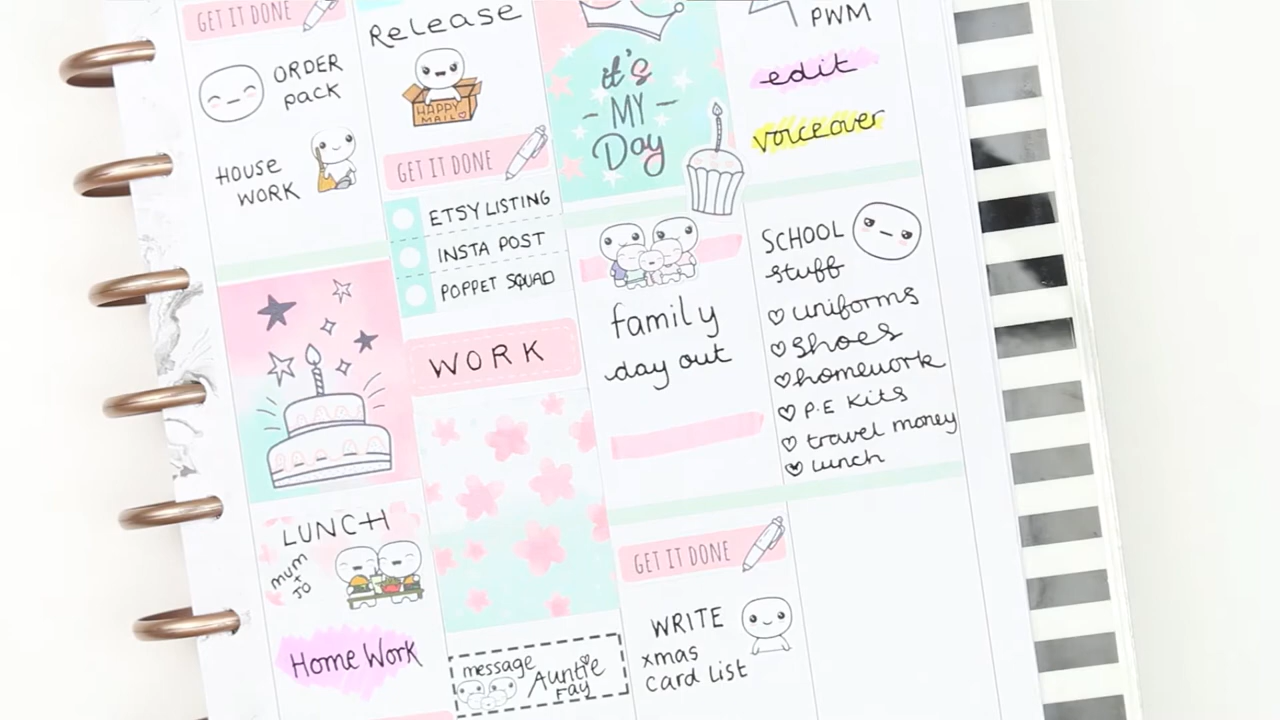 GET IT DONE
ORDER
pack
HOUSE
WORK
LUNCH
mum
+
Jo
Home Work
Release
HAPPY
MAIL
GET IT DONE
ETSY LISTING
INSTA POST
POPPET SQUAD
WORK
message
Auntie
Fay
it's
- MY -
Day
family
day out
GET IT DONE
WRITE
xmas
card List
PWM
edit
voiceover
SCHOOL
stuff
uniforms
shoes
homework
P.E Kits
travel money
lunch